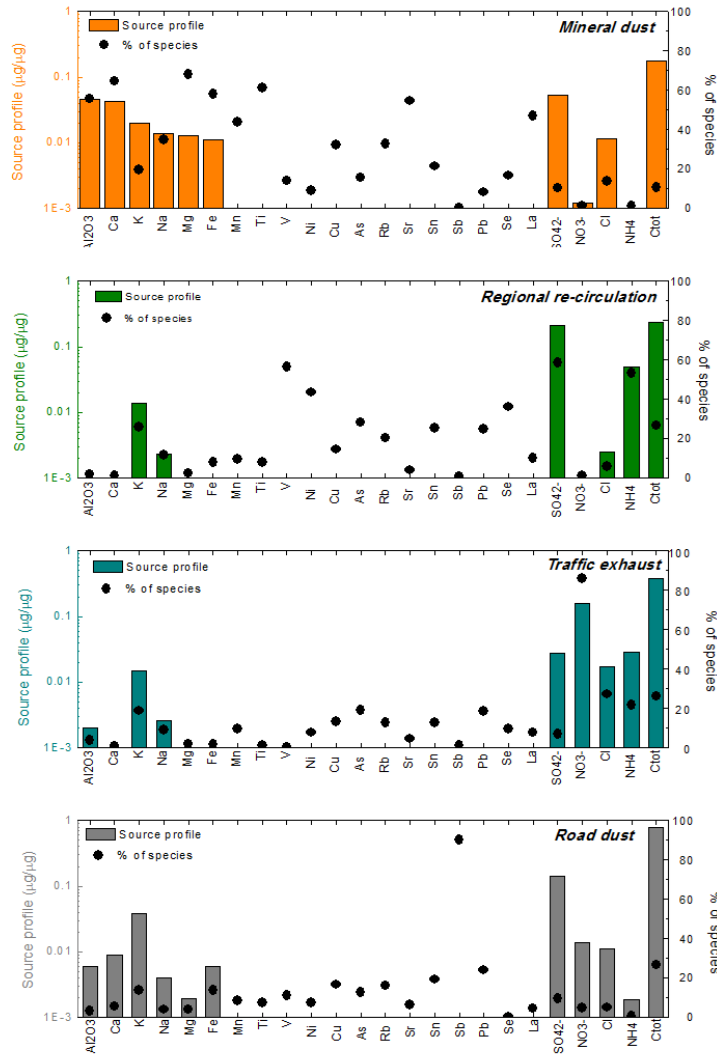 Mineral dust
Source profile
% of species
Source profile (µg/µg)
1
0.1
0.01
1E-3
100
80
60
40
20
0
% of species
Al2O3 Ca K Na Mg Fe Mn Ti V Ni Cu As Rb Sr Sn Sb Pb Se La SO42- NO3- Cl NH4 Ctot
Regional re-circulation
Source profile
% of species
Source profile (µg/µg)
1
0.1
0.01
1E-3
100
80
60
40
20
0
% of species
Al2O3 Ca K Na Mg Fe Mn Ti V Ni Cu As Rb Sr Sn Sb Pb Se La SO42- NO3- Cl NH4 Ctot
Traffic exhaust
Source profile
% of species
Source profile (µg/µg)
1
0.1
0.01
1E-3
100
80
60
40
20
0
% of species
Al2O3 Ca K Na Mg Fe Mn Ti V Ni Cu As Rb Sr Sn Sb Pb Se La SO42- NO3- Cl NH4 Ctot
Road dust
Source profile
% of species
Source profile (µg/µg)
1
0.1
0.01
1E-3
100
80
60
40
20
0
% of species
Al2O3 Ca K Na Mg Fe Mn Ti V Ni Cu As Rb Sr Sn Sb Pb Se La SO42- NO3- Cl NH4 Ctot